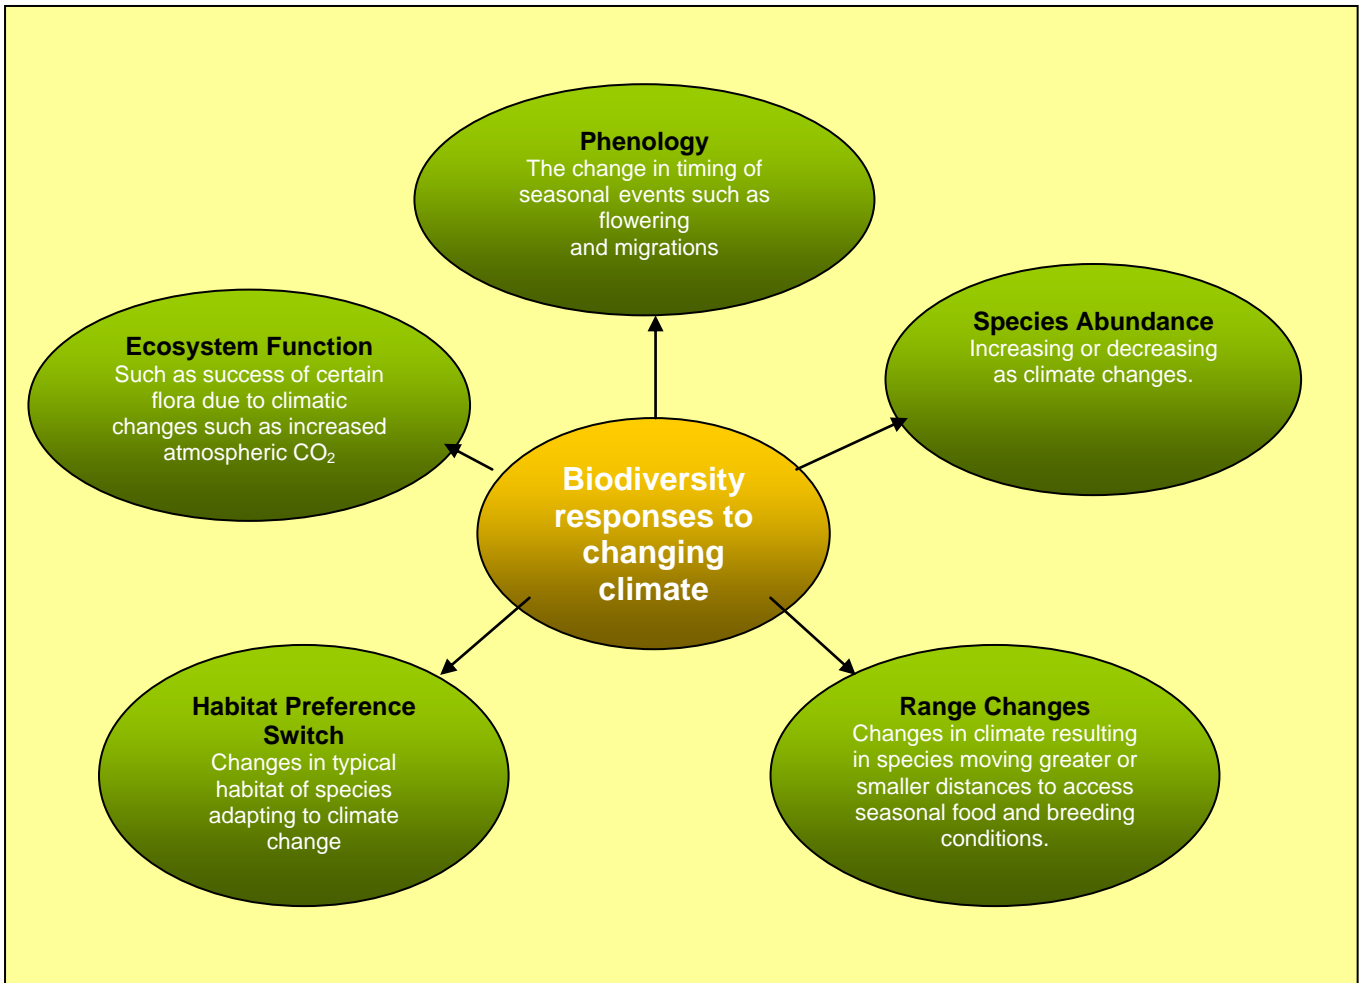 Phenology
The change in timing of
seasonal events such as
flowering
and migrations
Species Abundance
Increasing or decreasing
as climate changes.
Ecosystem Function
Such as success of certain
flora due to climatic
changes such as increased
atmospheric CO₂
Biodiversity
responses to
changing
climate
Habitat Preference
Switch
Changes in typical
habitat of species
adapting to climate
change
Range Changes
Changes in climate resulting
in species moving greater or
smaller distances to access
seasonal food and breeding
conditions.